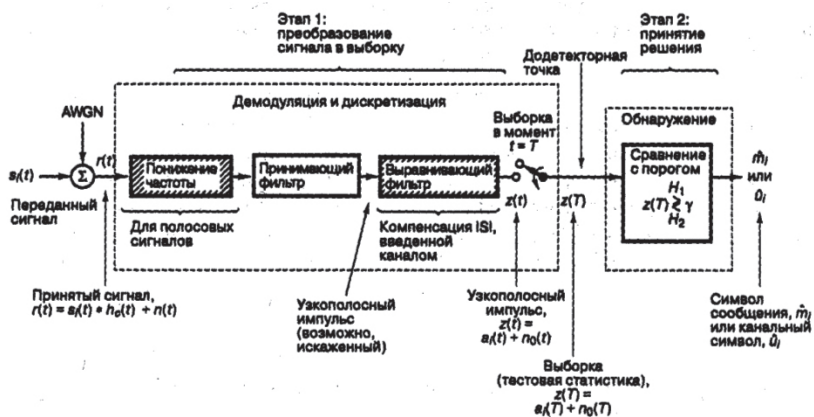 Этап 1:
преобразование
сигнала в выборку
Этап 2:
принятие
решения
Додетекторная
точка
Демодуляция и дискретизация
AWGN
Выборка
в момент
t = T
Обнаружение
sᵢ(t)
Σ
r(t)
Понижение
частоты
Принимающий
фильтр
Выравнивающий
фильтр
z(t)
z(T)
Сравнение
с порогом
H₁
z(T) ≷ γ
H₂
m̂ᵢ
или
ûᵢ
Переданный
сигнал
Для полосовых
сигналов
Компенсация ISI,
введенной
каналом
Принятый сигнал,
r(t) = sᵢ(t) * h_c(t) + n(t)
Узкополосный
импульс
(возможно,
искаженный)
Узкополосный
импульс,
z(t) =
aᵢ(t) + n₀(t)
Выборка
(тестовая статистика),
z(T) =
aᵢ(T) + n₀(T)
Символ
сообщения, m̂ᵢ
или канальный
символ, ûᵢ